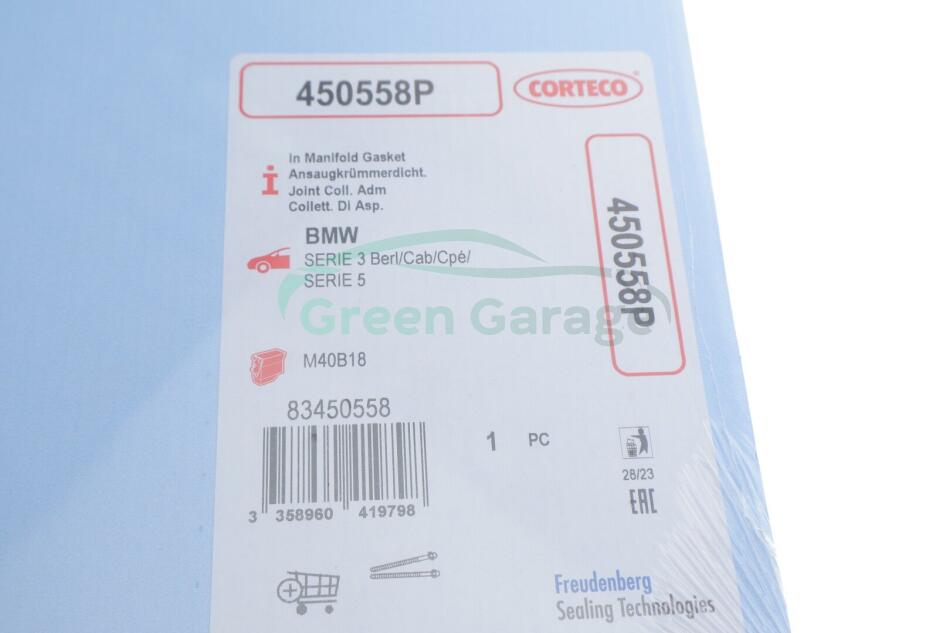 450558P
CORTECO
In Manifold Gasket
Ansaugkrümmerdicht.
Joint Coll. Adm
Collett. Di Asp.
450558P
BMW
SERIE 3 Berl/Cab/Cpé/
SERIE 5
Green Garage
M40B18
83450558
1 PC
28/23
EAC
3 358960 419798
Freudenberg
Sealing Technologies